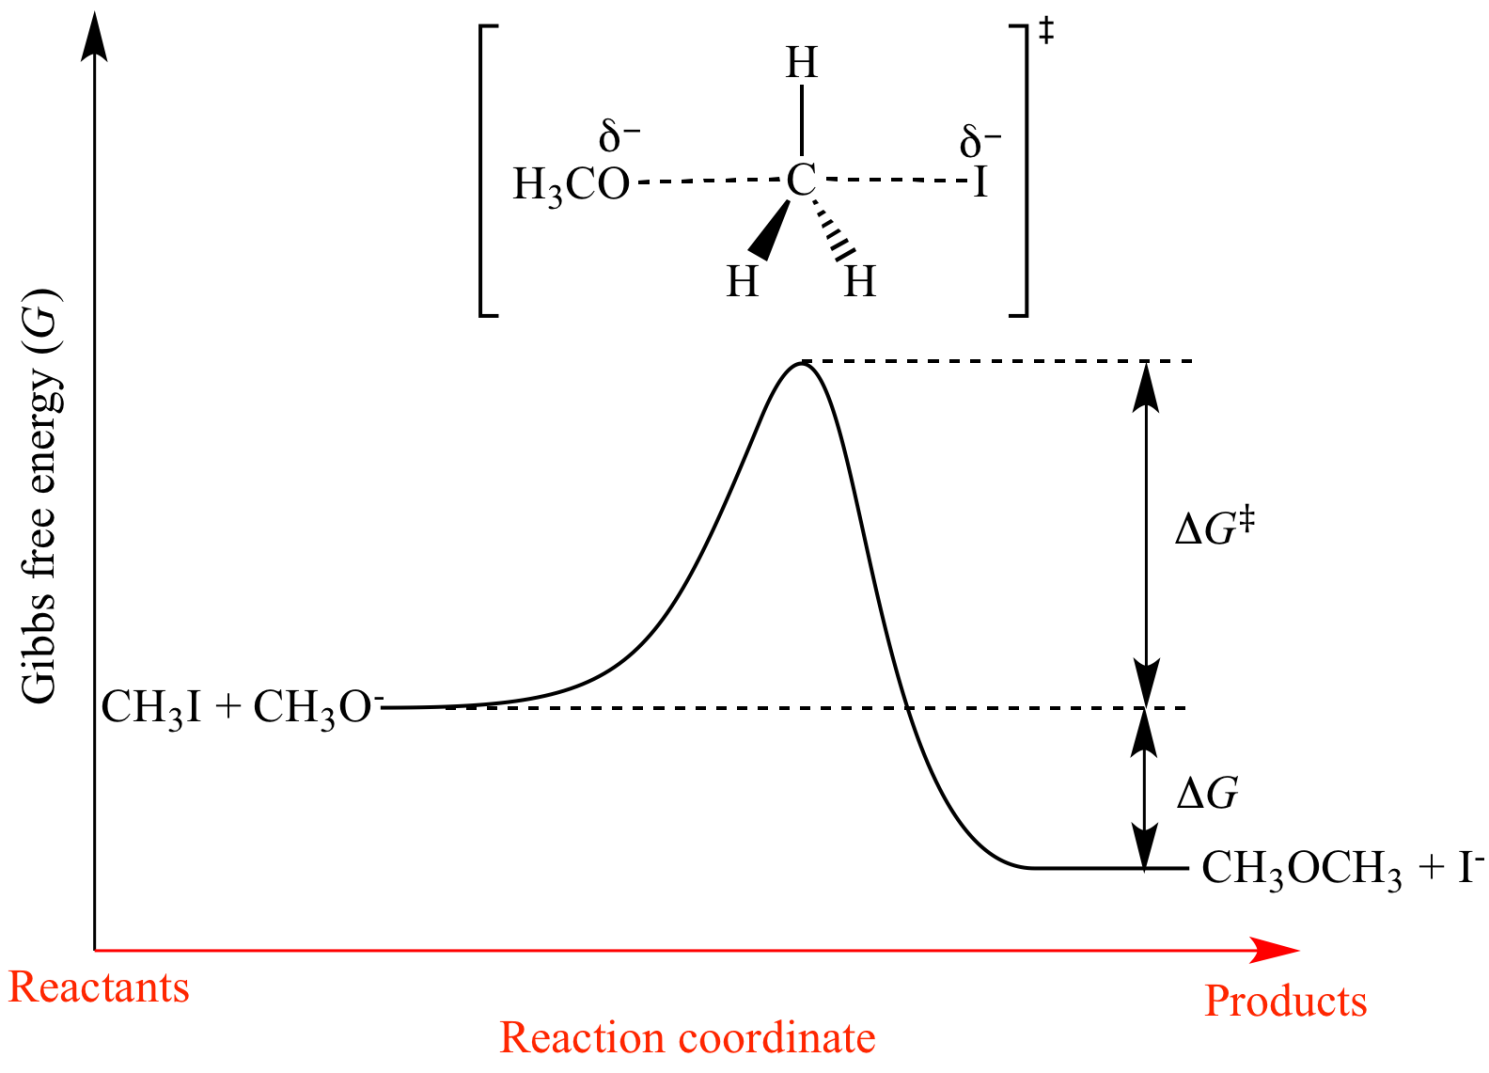 ‡
H
δ− δ−
H₃CO C I
H H
Gibbs free energy (G)
ΔG‡
CH₃I + CH₃O⁻
ΔG
CH₃OCH₃ + I⁻
Reactants
Products
Reaction coordinate